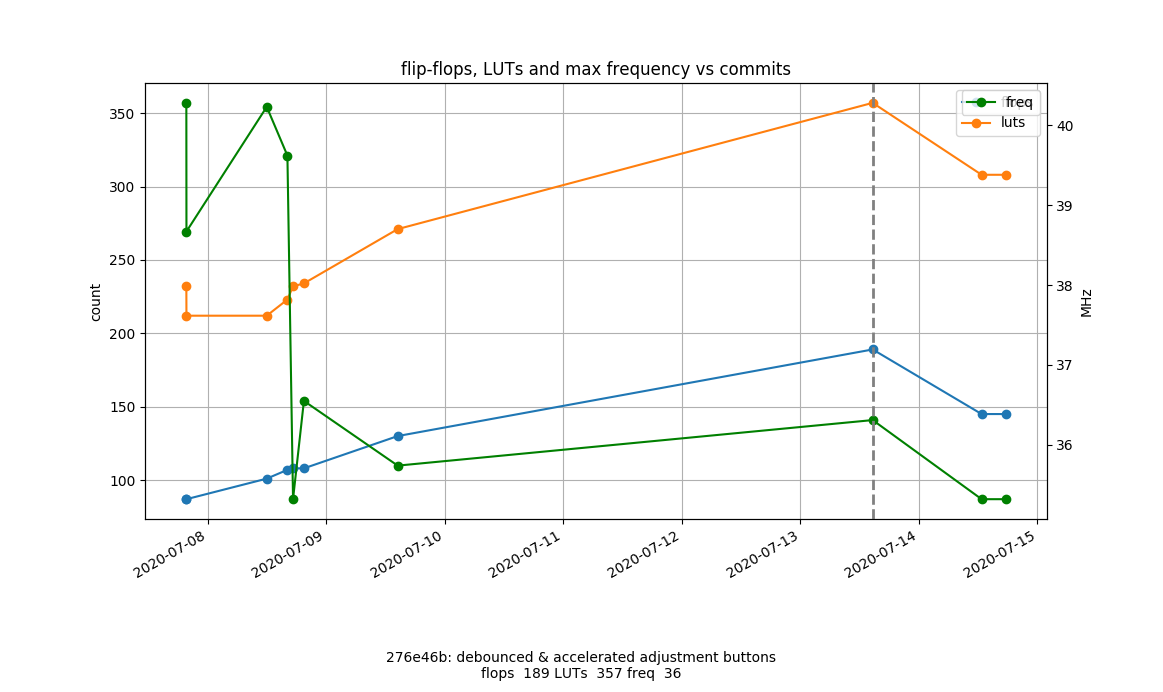 flip-flops, LUTs and max frequency vs commits
350
300
250
200
150
100
count
40
39
38
37
36
MHz
freq
luts
2020-07-08
2020-07-09
2020-07-10
2020-07-11
2020-07-12
2020-07-13
2020-07-14
2020-07-15
276e46b: debounced & accelerated adjustment buttons
flops 189 LUTs 357 freq 36